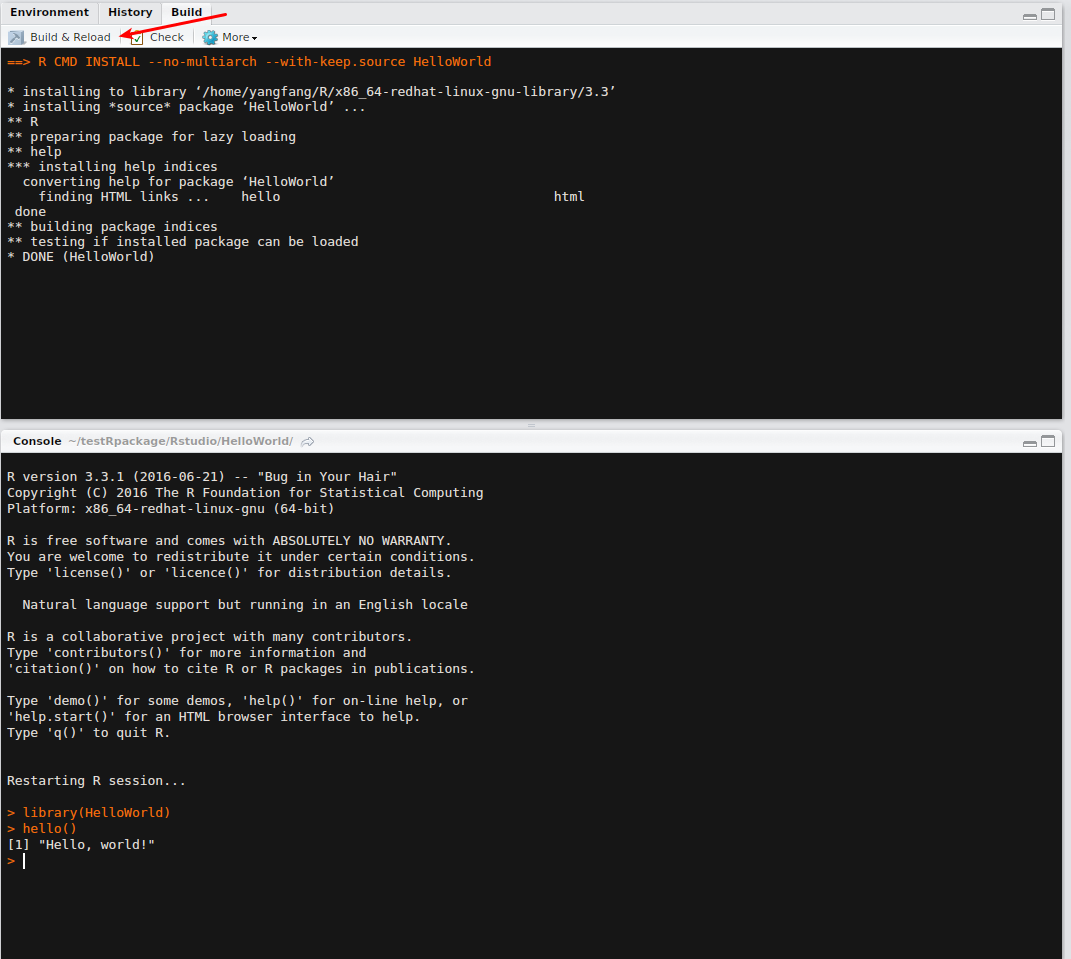 Environment History Build
Build & Reload Check More
==> R CMD INSTALL --no-multiarch --with-keep.source HelloWorld
* installing to library ‘/home/yangfang/R/x86_64-redhat-linux-gnu-library/3.3’
* installing *source* package ‘HelloWorld’ ...
** R
** preparing package for lazy loading
** help
*** installing help indices
  converting help for package ‘HelloWorld’
    finding HTML links ...    hello                                   html
 done
** building package indices
** testing if installed package can be loaded
* DONE (HelloWorld)
Console ~/testRpackage/Rstudio/HelloWorld/
R version 3.3.1 (2016-06-21) -- "Bug in Your Hair"
Copyright (C) 2016 The R Foundation for Statistical Computing
Platform: x86_64-redhat-linux-gnu (64-bit)
R is free software and comes with ABSOLUTELY NO WARRANTY.
You are welcome to redistribute it under certain conditions.
Type 'license()' or 'licence()' for distribution details.
  Natural language support but running in an English locale
R is a collaborative project with many contributors.
Type 'contributors()' for more information and
'citation()' on how to cite R or R packages in publications.
Type 'demo()' for some demos, 'help()' for on-line help, or
'help.start()' for an HTML browser interface to help.
Type 'q()' to quit R.
Restarting R session...
> library(HelloWorld)
> hello()
[1] "Hello, world!"
>